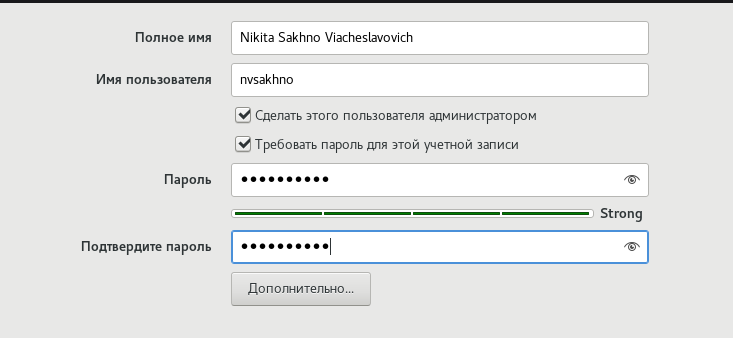 Полное имя Nikita Sakhno Viacheslavovich
Имя пользователя nvsakhno
Сделать этого пользователя администратором
Требовать пароль для этой учетной записи
Пароль ●●●●●●●●●●
Strong
Подтвердите пароль ●●●●●●●●●●
Дополнительно...